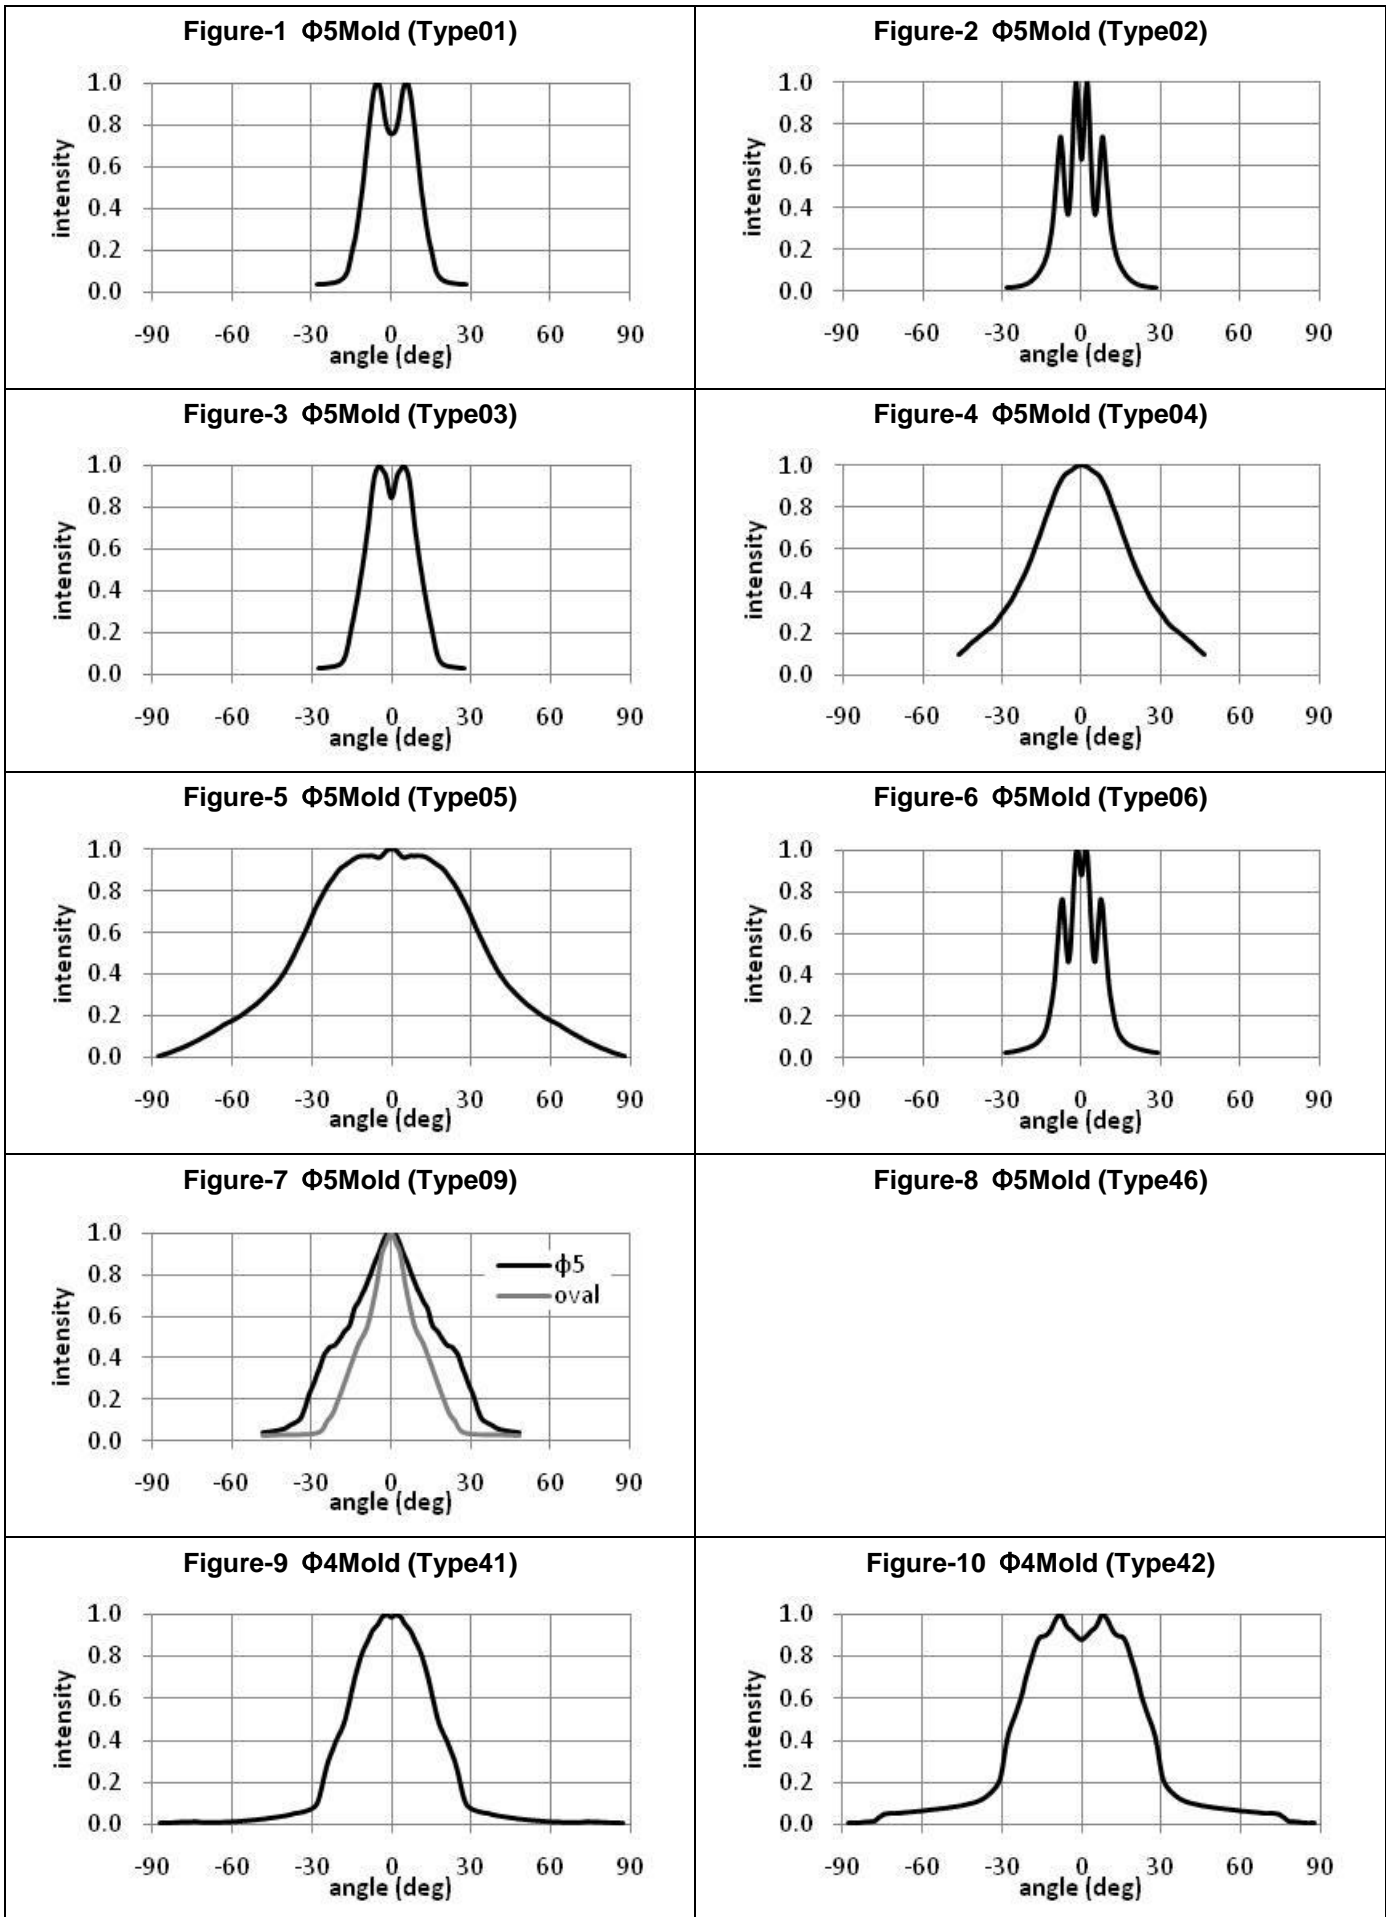 Figure-1 Φ5Mold (Type01)
1.0
0.8
0.6
0.4
0.2
0.0
intensity
-90 -60 -30 0 30 60 90
angle (deg)
Figure-2 Φ5Mold (Type02)
1.0
0.8
0.6
0.4
0.2
0.0
intensity
-90 -60 -30 0 30 60 90
angle (deg)
Figure-3 Φ5Mold (Type03)
1.0
0.8
0.6
0.4
0.2
0.0
intensity
-90 -60 -30 0 30 60 90
angle (deg)
Figure-4 Φ5Mold (Type04)
1.0
0.8
0.6
0.4
0.2
0.0
intensity
-90 -60 -30 0 30 60 90
angle (deg)
Figure-5 Φ5Mold (Type05)
1.0
0.8
0.6
0.4
0.2
0.0
intensity
-90 -60 -30 0 30 60 90
angle (deg)
Figure-6 Φ5Mold (Type06)
1.0
0.8
0.6
0.4
0.2
0.0
intensity
-90 -60 -30 0 30 60 90
angle (deg)
Figure-7 Φ5Mold (Type09)
1.0
0.8
0.6
0.4
0.2
0.0
intensity
ϕ5
oval
-90 -60 -30 0 30 60 90
angle (deg)
Figure-8 Φ5Mold (Type46)
Figure-9 Φ4Mold (Type41)
1.0
0.8
0.6
0.4
0.2
0.0
intensity
-90 -60 -30 0 30 60 90
angle (deg)
Figure-10 Φ4Mold (Type42)
1.0
0.8
0.6
0.4
0.2
0.0
intensity
-90 -60 -30 0 30 60 90
angle (deg)